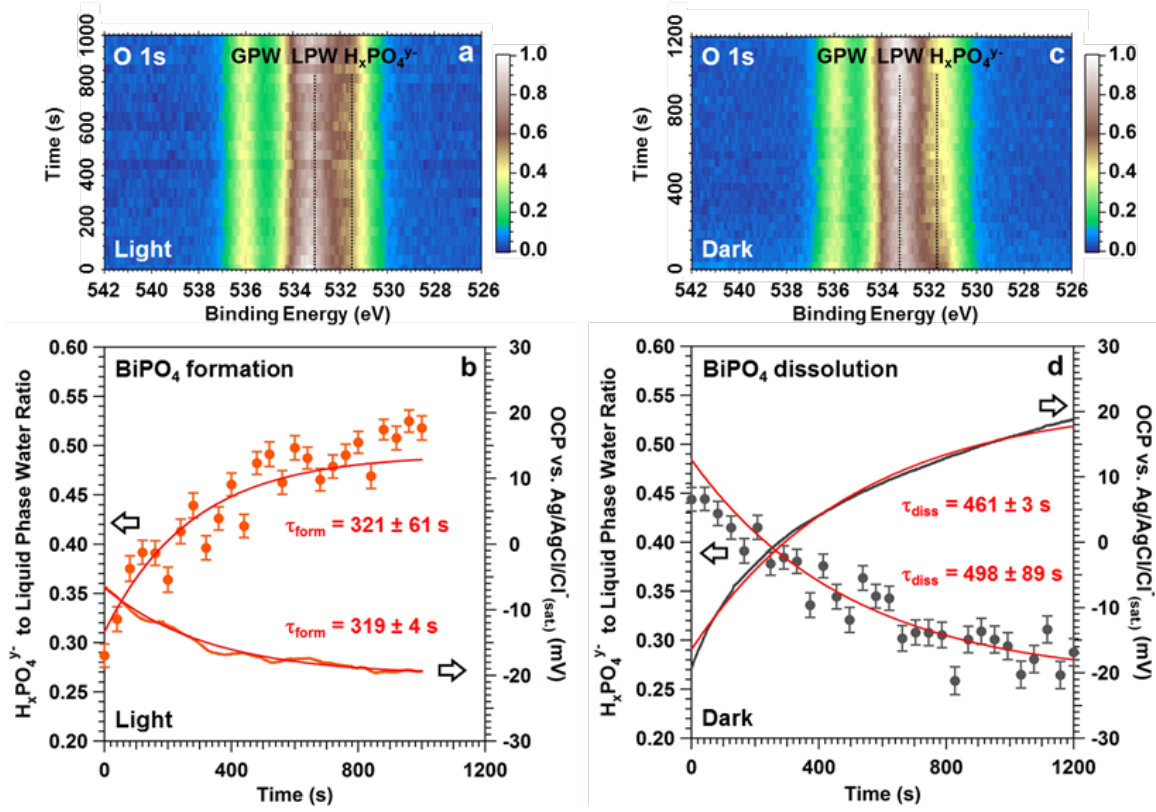 O 1s
GPW LPW HₓPO₄ʸ⁻
a
Light
Time (s)
1000
800
600
400
200
0
542 540 538 536 534 532 530 528 526
Binding Energy (eV)
1.0
0.8
0.6
0.4
0.2
0.0
O 1s
GPW LPW HₓPO₄ʸ⁻
c
Dark
Time (s)
1200
800
400
0
542 540 538 536 534 532 530 528 526
Binding Energy (eV)
1.0
0.8
0.6
0.4
0.2
0.0
BiPO₄ formation
b
τform = 321 ± 61 s
τform = 319 ± 4 s
Light
HₓPO₄ʸ⁻ to Liquid Phase Water Ratio
0.60
0.55
0.50
0.45
0.40
0.35
0.30
0.25
0.20
OCP vs. Ag/AgCl/Cl⁻(sat.) (mV)
30
20
10
0
-10
-20
-30
0 400 800 1200
Time (s)
BiPO₄ dissolution
d
τdiss = 461 ± 3 s
τdiss = 498 ± 89 s
Dark
HₓPO₄ʸ⁻ to Liquid Phase Water Ratio
0.60
0.55
0.50
0.45
0.40
0.35
0.30
0.25
0.20
OCP vs. Ag/AgCl/Cl⁻(sat.) (mV)
30
20
10
0
-10
-20
-30
0 400 800 1200
Time (s)